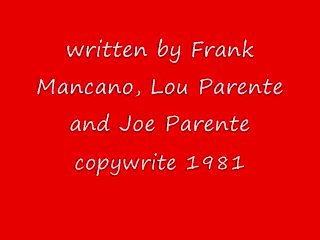 written by Frank
Mancano, Lou Parente
and Joe Parente
copywrite 1981